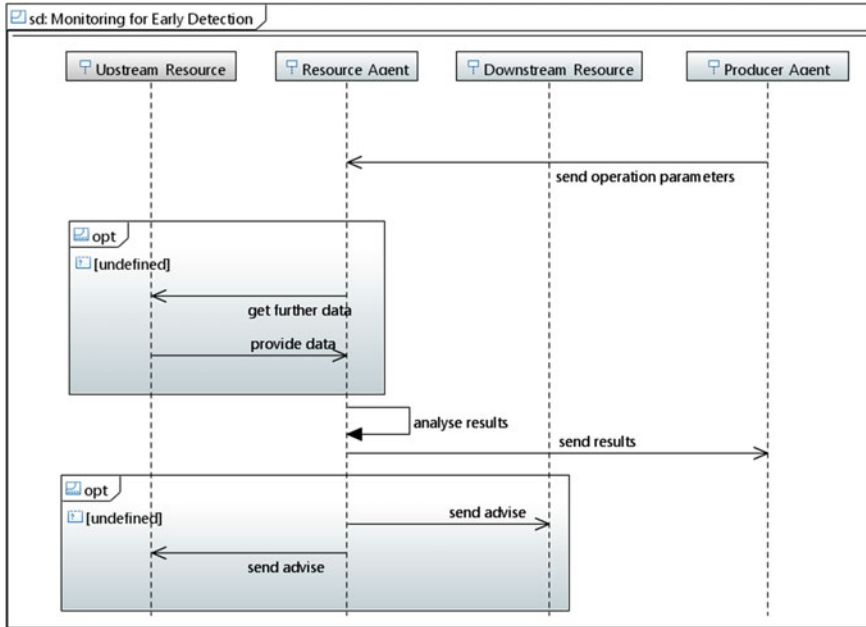 sd: Monitoring for Early Detection
Upstream Resource
Resource Agent
Downstream Resource
Producer Agent
send operation parameters
opt
[undefined]
get further data
provide data
analyse results
send results
opt
[undefined]
send advise
send advise